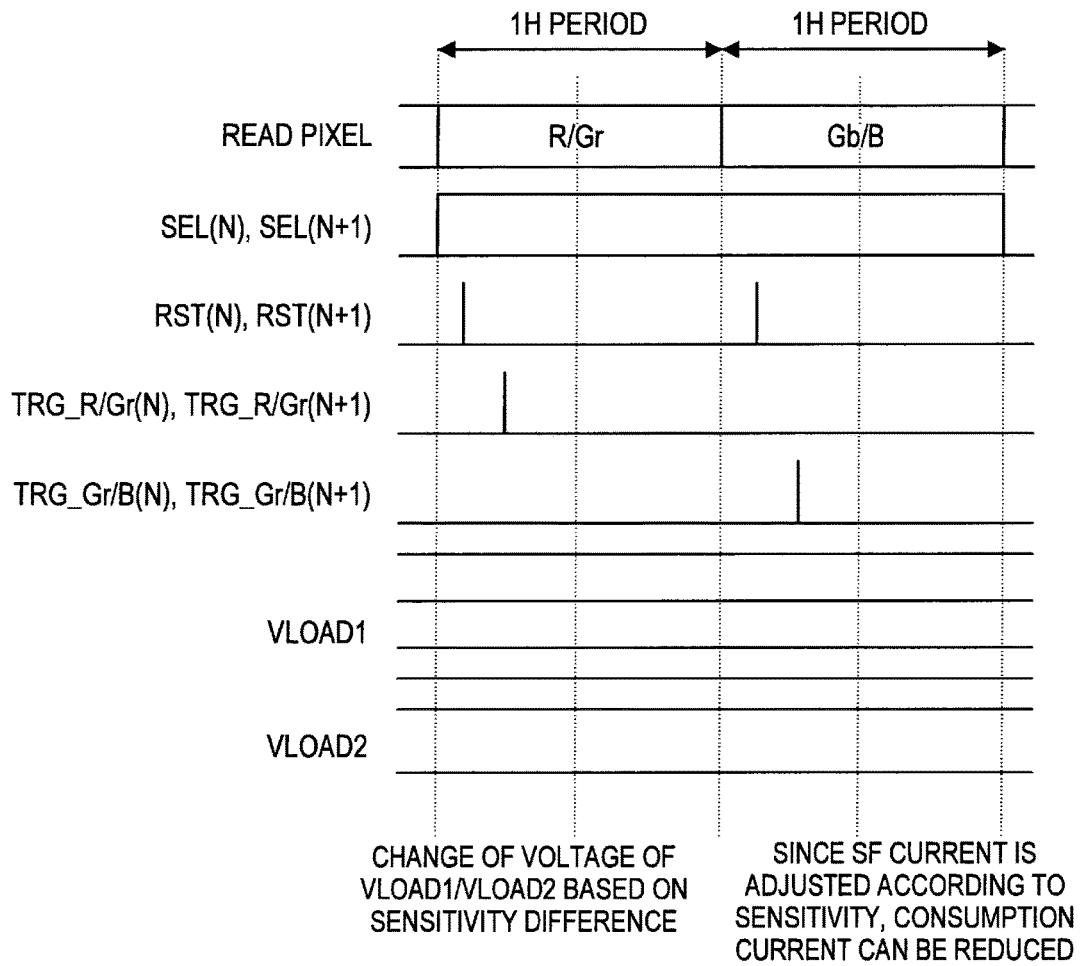 1H PERIOD 1H PERIOD
READ PIXEL R/Gr Gb/B
SEL(N), SEL(N+1)
RST(N), RST(N+1)
TRG_R/Gr(N), TRG_R/Gr(N+1)
TRG_Gr/B(N), TRG_Gr/B(N+1)
VLOAD1
VLOAD2
CHANGE OF VOLTAGE OF
VLOAD1/VLOAD2 BASED ON
SENSITIVITY DIFFERENCE
SINCE SF CURRENT IS
ADJUSTED ACCORDING TO
SENSITIVITY, CONSUMPTION
CURRENT CAN BE REDUCED